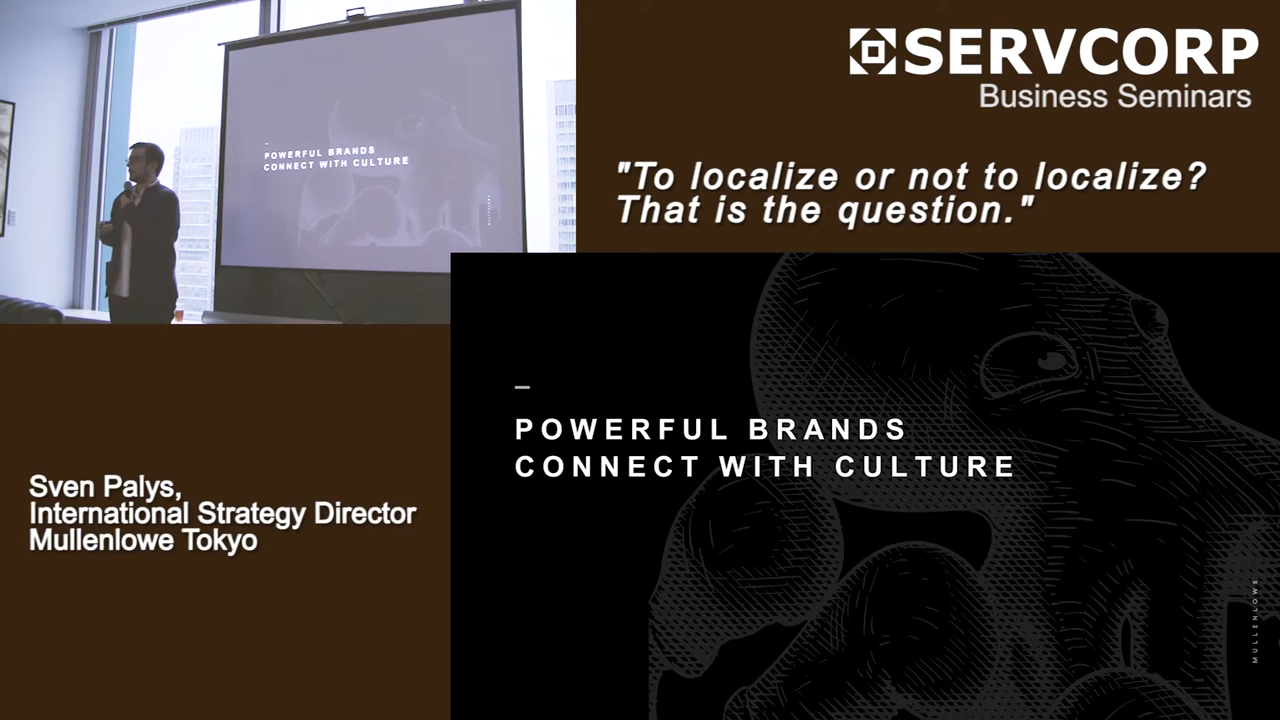 POWERFUL BRANDS
CONNECT WITH CULTURE
SERVCORP
Business Seminars
"To localize or not to localize?
That is the question."
POWERFUL BRANDS
CONNECT WITH CULTURE
MULLENLOWE
Sven Palys,
International Strategy Director
Mullenlowe Tokyo